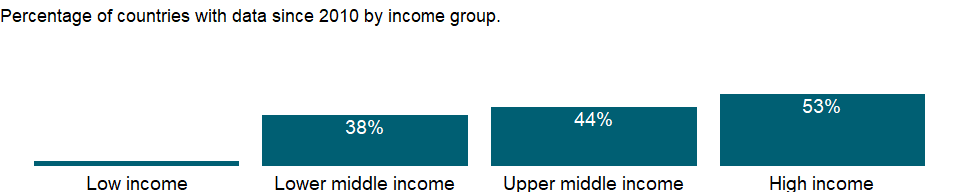 Percentage of countries with data since 2010 by income group.
38%
44%
53%
Low income
Lower middle income
Upper middle income
High income